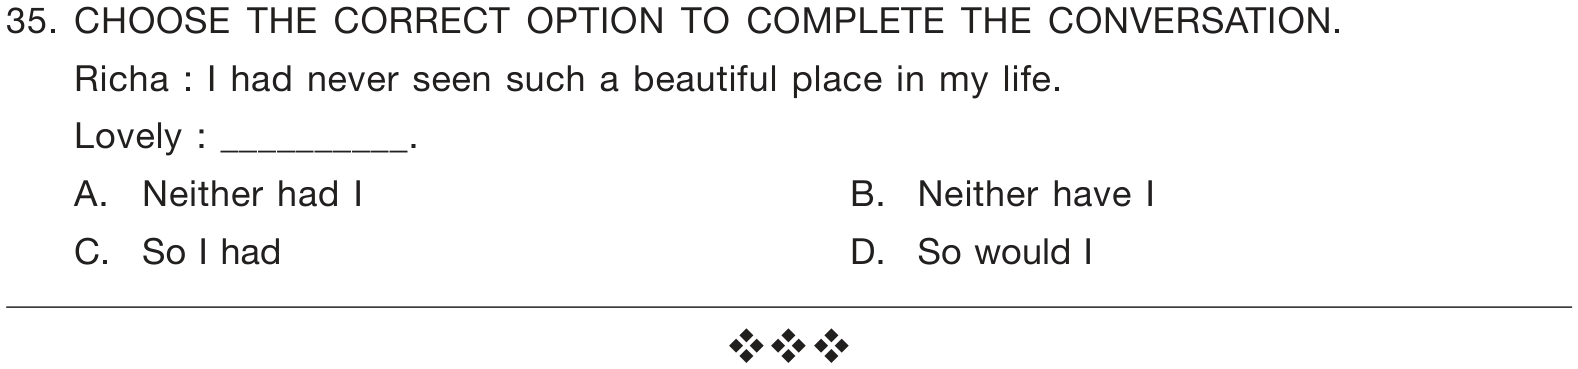 35. CHOOSE THE CORRECT OPTION TO COMPLETE THE CONVERSATION.
Richa : I had never seen such a beautiful place in my life.
Lovely : __________.
A. Neither had I B. Neither have I
C. So I had D. So would I